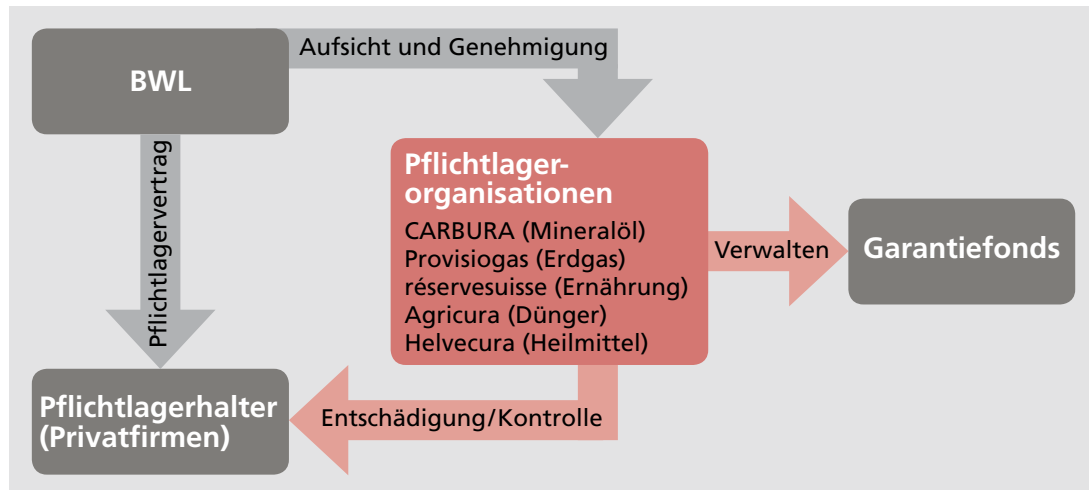 BWL
Aufsicht und Genehmigung
Pflichtlagervertrag
Pflichtlager-
organisationen
CARBURA (Mineralöl)
Provisiogas (Erdgas)
réservesuisse (Ernährung)
Agricura (Dünger)
Helvecura (Heilmittel)
Verwalten
Garantiefonds
Pflichtlagerhalter
(Privatfirmen)
Entschädigung/Kontrolle